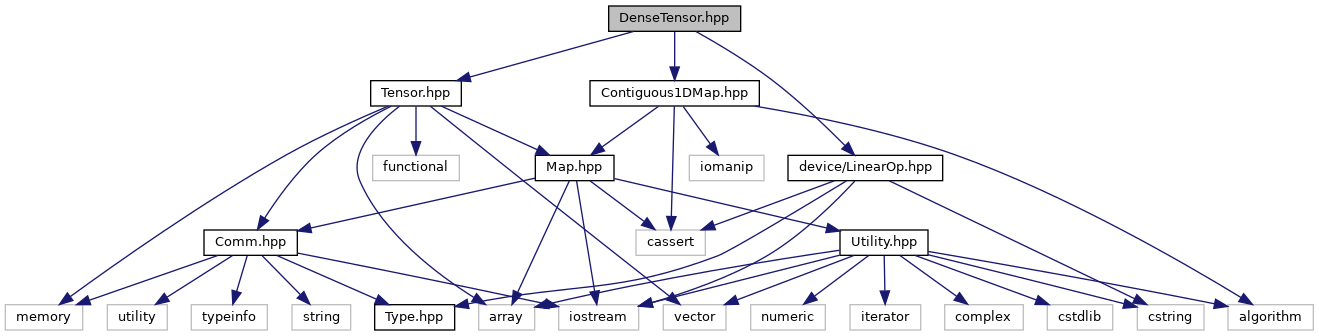 DenseTensor.hpp
Tensor.hpp
Contiguous1DMap.hpp
functional
Map.hpp
iomanip
device/LinearOp.hpp
Comm.hpp
cassert
Utility.hpp
memory
utility
typeinfo
string
Type.hpp
array
iostream
vector
numeric
iterator
complex
cstdlib
cstring
algorithm